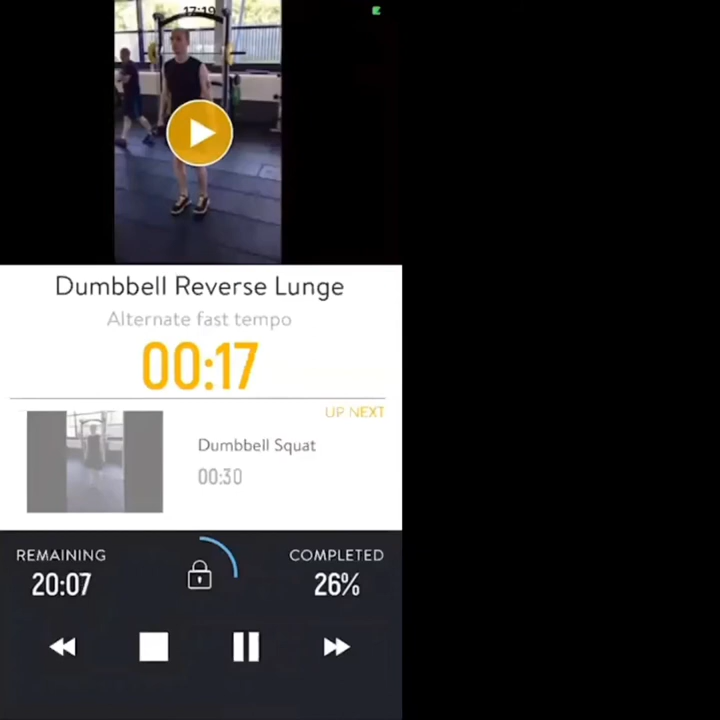 17:19
Dumbbell Reverse Lunge
Alternate fast tempo
00:17
UP NEXT
Dumbbell Squat
00:30
REMAINING
COMPLETED
20:07
26%